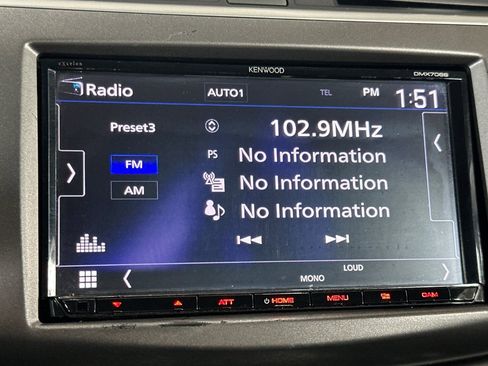 eXcelon
KENWOOD
DMX706S
Radio
AUTO1
TEL
PM
1:51
Preset3
102.9MHz
FM
PS No Information
AM
No Information
No Information
LOUD
MONO
ATT
HOME
MENU
CAM